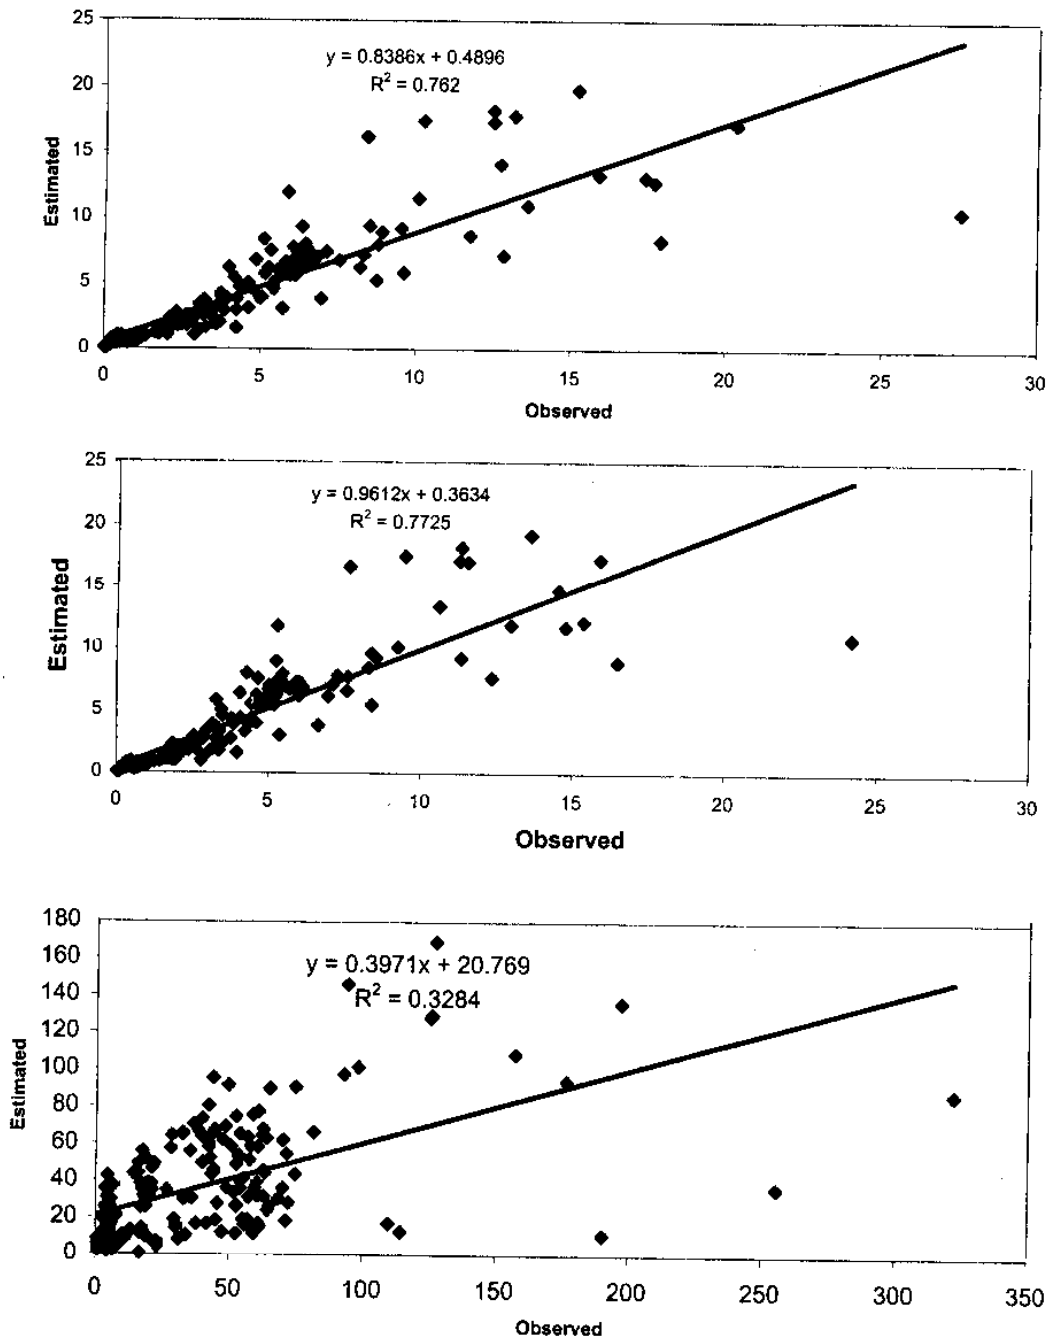 25
y = 0.8386x + 0.4896
R² = 0.762
20
15
Estimated
10
5
0
0 5 10 15 20 25 30
Observed
25
y = 0.9612x + 0.3634
R² = 0.7725
20
15
Estimated
10
5
0
0 5 10 15 20 25 30
Observed
180
160
y = 0.3971x + 20.769
140
R² = 0.3284
120
100
Estimated
80
60
40
20
0
0 50 100 150 200 250 300 350
Observed